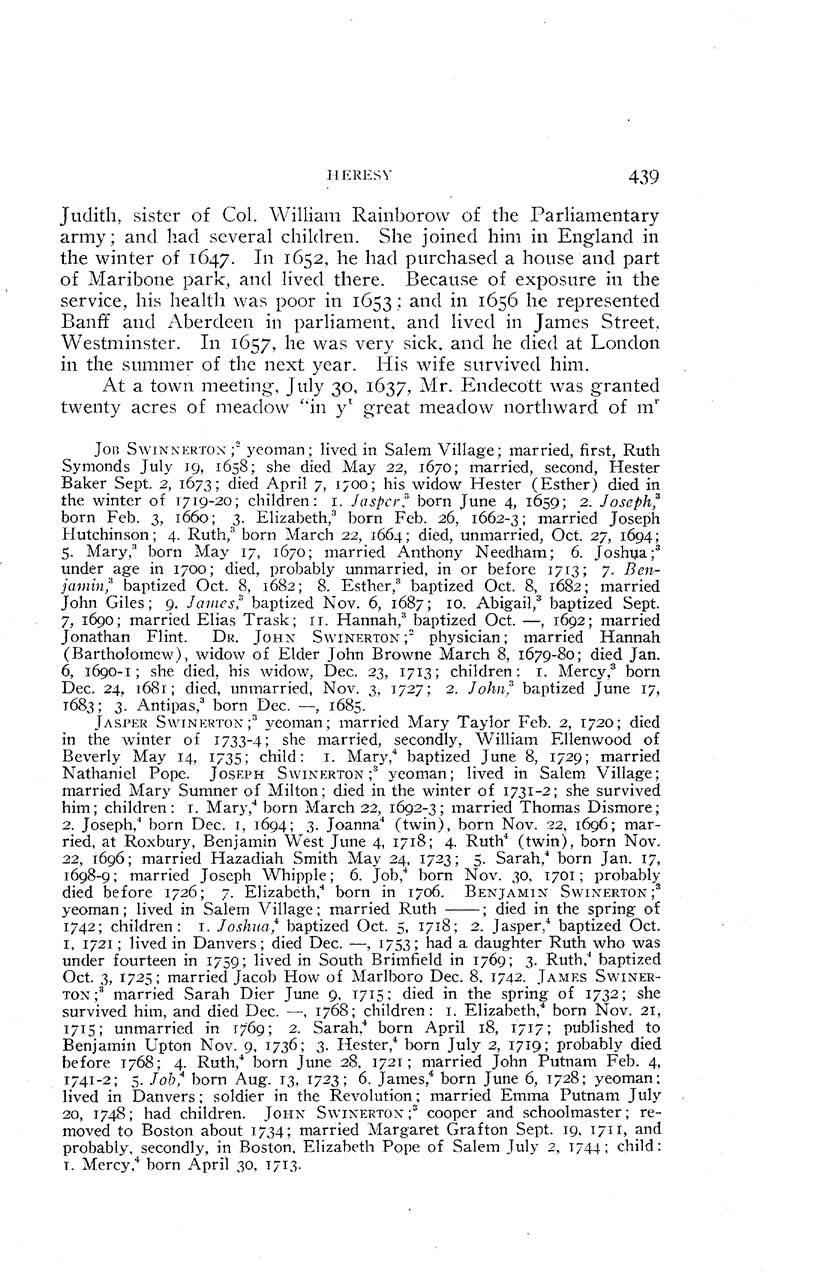 HERESY 439
Judith, sister of Col. William Rainborow of the Parliamentary
army; and had several children. She joined him in England in
the winter of 1647. In 1652, he had purchased a house and part
of Maribone park, and lived there. Because of exposure in the
service, his health was poor in 1653; and in 1656 he represented
Banff and Aberdeen in parliament, and lived in James Street,
Westminster. In 1657, he was very sick, and he died at London
in the summer of the next year. His wife survived him.
At a town meeting, July 30, 1637, Mr. Endecott was granted
twenty acres of meadow "in yᵗ great meadow northward of mʳ
JOB SWINNERTON;² yeoman; lived in Salem Village; married, first, Ruth
Symonds July 19, 1658; she died May 22, 1670; married, second, Hester
Baker Sept. 2, 1673; died April 7, 1700; his widow Hester (Esther) died in
the winter of 1719-20; children: 1. Jasper,³ born June 4, 1659; 2. Joseph,³
born Feb. 3, 1660; 3. Elizabeth,³ born Feb. 26, 1662-3; married Joseph
Hutchinson; 4. Ruth,³ born March 22, 1664; died, unmarried, Oct. 27, 1694;
5. Mary,³ born May 17, 1670; married Anthony Needham; 6. Joshua;³
under age in 1700; died, probably unmarried, in or before 1713; 7. Ben-
jamin,³ baptized Oct. 8, 1682; 8. Esther,³ baptized Oct. 8, 1682; married
John Giles; 9. James,³ baptized Nov. 6, 1687; 10. Abigail,³ baptized Sept.
7, 1690; married Elias Trask; 11. Hannah,³ baptized Oct. —, 1692; married
Jonathan Flint. DR. JOHN SWINERTON;² physician; married Hannah
(Bartholomew), widow of Elder John Browne March 8, 1679-80; died Jan.
6, 1690-1; she died, his widow, Dec. 23, 1713; children: 1. Mercy,³ born
Dec. 24, 1681; died, unmarried, Nov. 3, 1727; 2. John,³ baptized June 17,
1683; 3. Antipas,³ born Dec. —, 1685.
JASPER SWINERTON;³ yeoman; married Mary Taylor Feb. 2, 1720; died
in the winter of 1733-4; she married, secondly, William Ellenwood of
Beverly May 14, 1735; child: 1. Mary,⁴ baptized June 8, 1729; married
Nathaniel Pope. JOSEPH SWINERTON;³ yeoman; lived in Salem Village;
married Mary Sumner of Milton; died in the winter of 1731-2; she survived
him; children: 1. Mary,⁴ born March 22, 1692-3; married Thomas Dismore;
2. Joseph,⁴ born Dec. 1, 1694; 3. Joanna⁴ (twin), born Nov. 22, 1696; mar-
ried, at Roxbury, Benjamin West June 4, 1718; 4. Ruth⁴ (twin), born Nov.
22, 1696; married Hazadiah Smith May 24, 1723; 5. Sarah,⁴ born Jan. 17,
1698-9; married Joseph Whipple; 6. Job,⁴ born Nov. 30, 1701; probably
died before 1726; 7. Elizabeth,⁴ born in 1706. BENJAMIN SWINERTON;³
yeoman; lived in Salem Village; married Ruth ——; died in the spring of
1742; children: 1. Joshua,⁴ baptized Oct. 5, 1718; 2. Jasper,⁴ baptized Oct.
1, 1721; lived in Danvers; died Dec. —, 1753; had a daughter Ruth who was
under fourteen in 1759; lived in South Brimfield in 1769; 3. Ruth,⁴ baptized
Oct. 3, 1725; married Jacob How of Marlboro Dec. 8, 1742. JAMES SWINER-
TON;³ married Sarah Dier June 9, 1715; died in the spring of 1732; she
survived him, and died Dec. —, 1768; children: 1. Elizabeth,⁴ born Nov. 21,
1715; unmarried in 1769; 2. Sarah,⁴ born April 18, 1717; published to
Benjamin Upton Nov. 9, 1736; 3. Hester,⁴ born July 2, 1719; probably died
before 1768; 4. Ruth,⁴ born June 28, 1721; married John Putnam Feb. 4,
1741-2; 5. Job,⁴ born Aug. 13, 1723; 6. James,⁴ born June 6, 1728; yeoman;
lived in Danvers; soldier in the Revolution; married Emma Putnam July
20, 1748; had children. JOHN SWINERTON;³ cooper and schoolmaster; re-
moved to Boston about 1734; married Margaret Grafton Sept. 19, 1711, and
probably, secondly, in Boston, Elizabeth Pope of Salem July 2, 1744; child:
1. Mercy,⁴ born April 30, 1713.